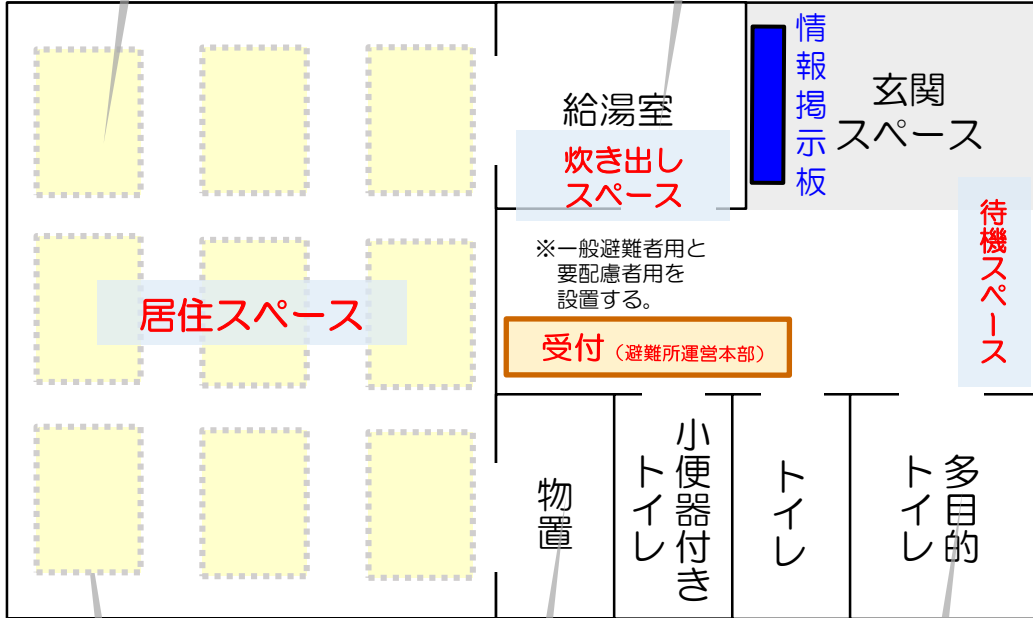 給湯室
炊き出し
スペース
情報掲示板
玄関
スペース
待機スペース
※一般避難者用と
要配慮者用を
設置する。
居住スペース
受付（避難所運営本部）
物置
小便器付き
トイレ
トイレ
多目的
トイレ